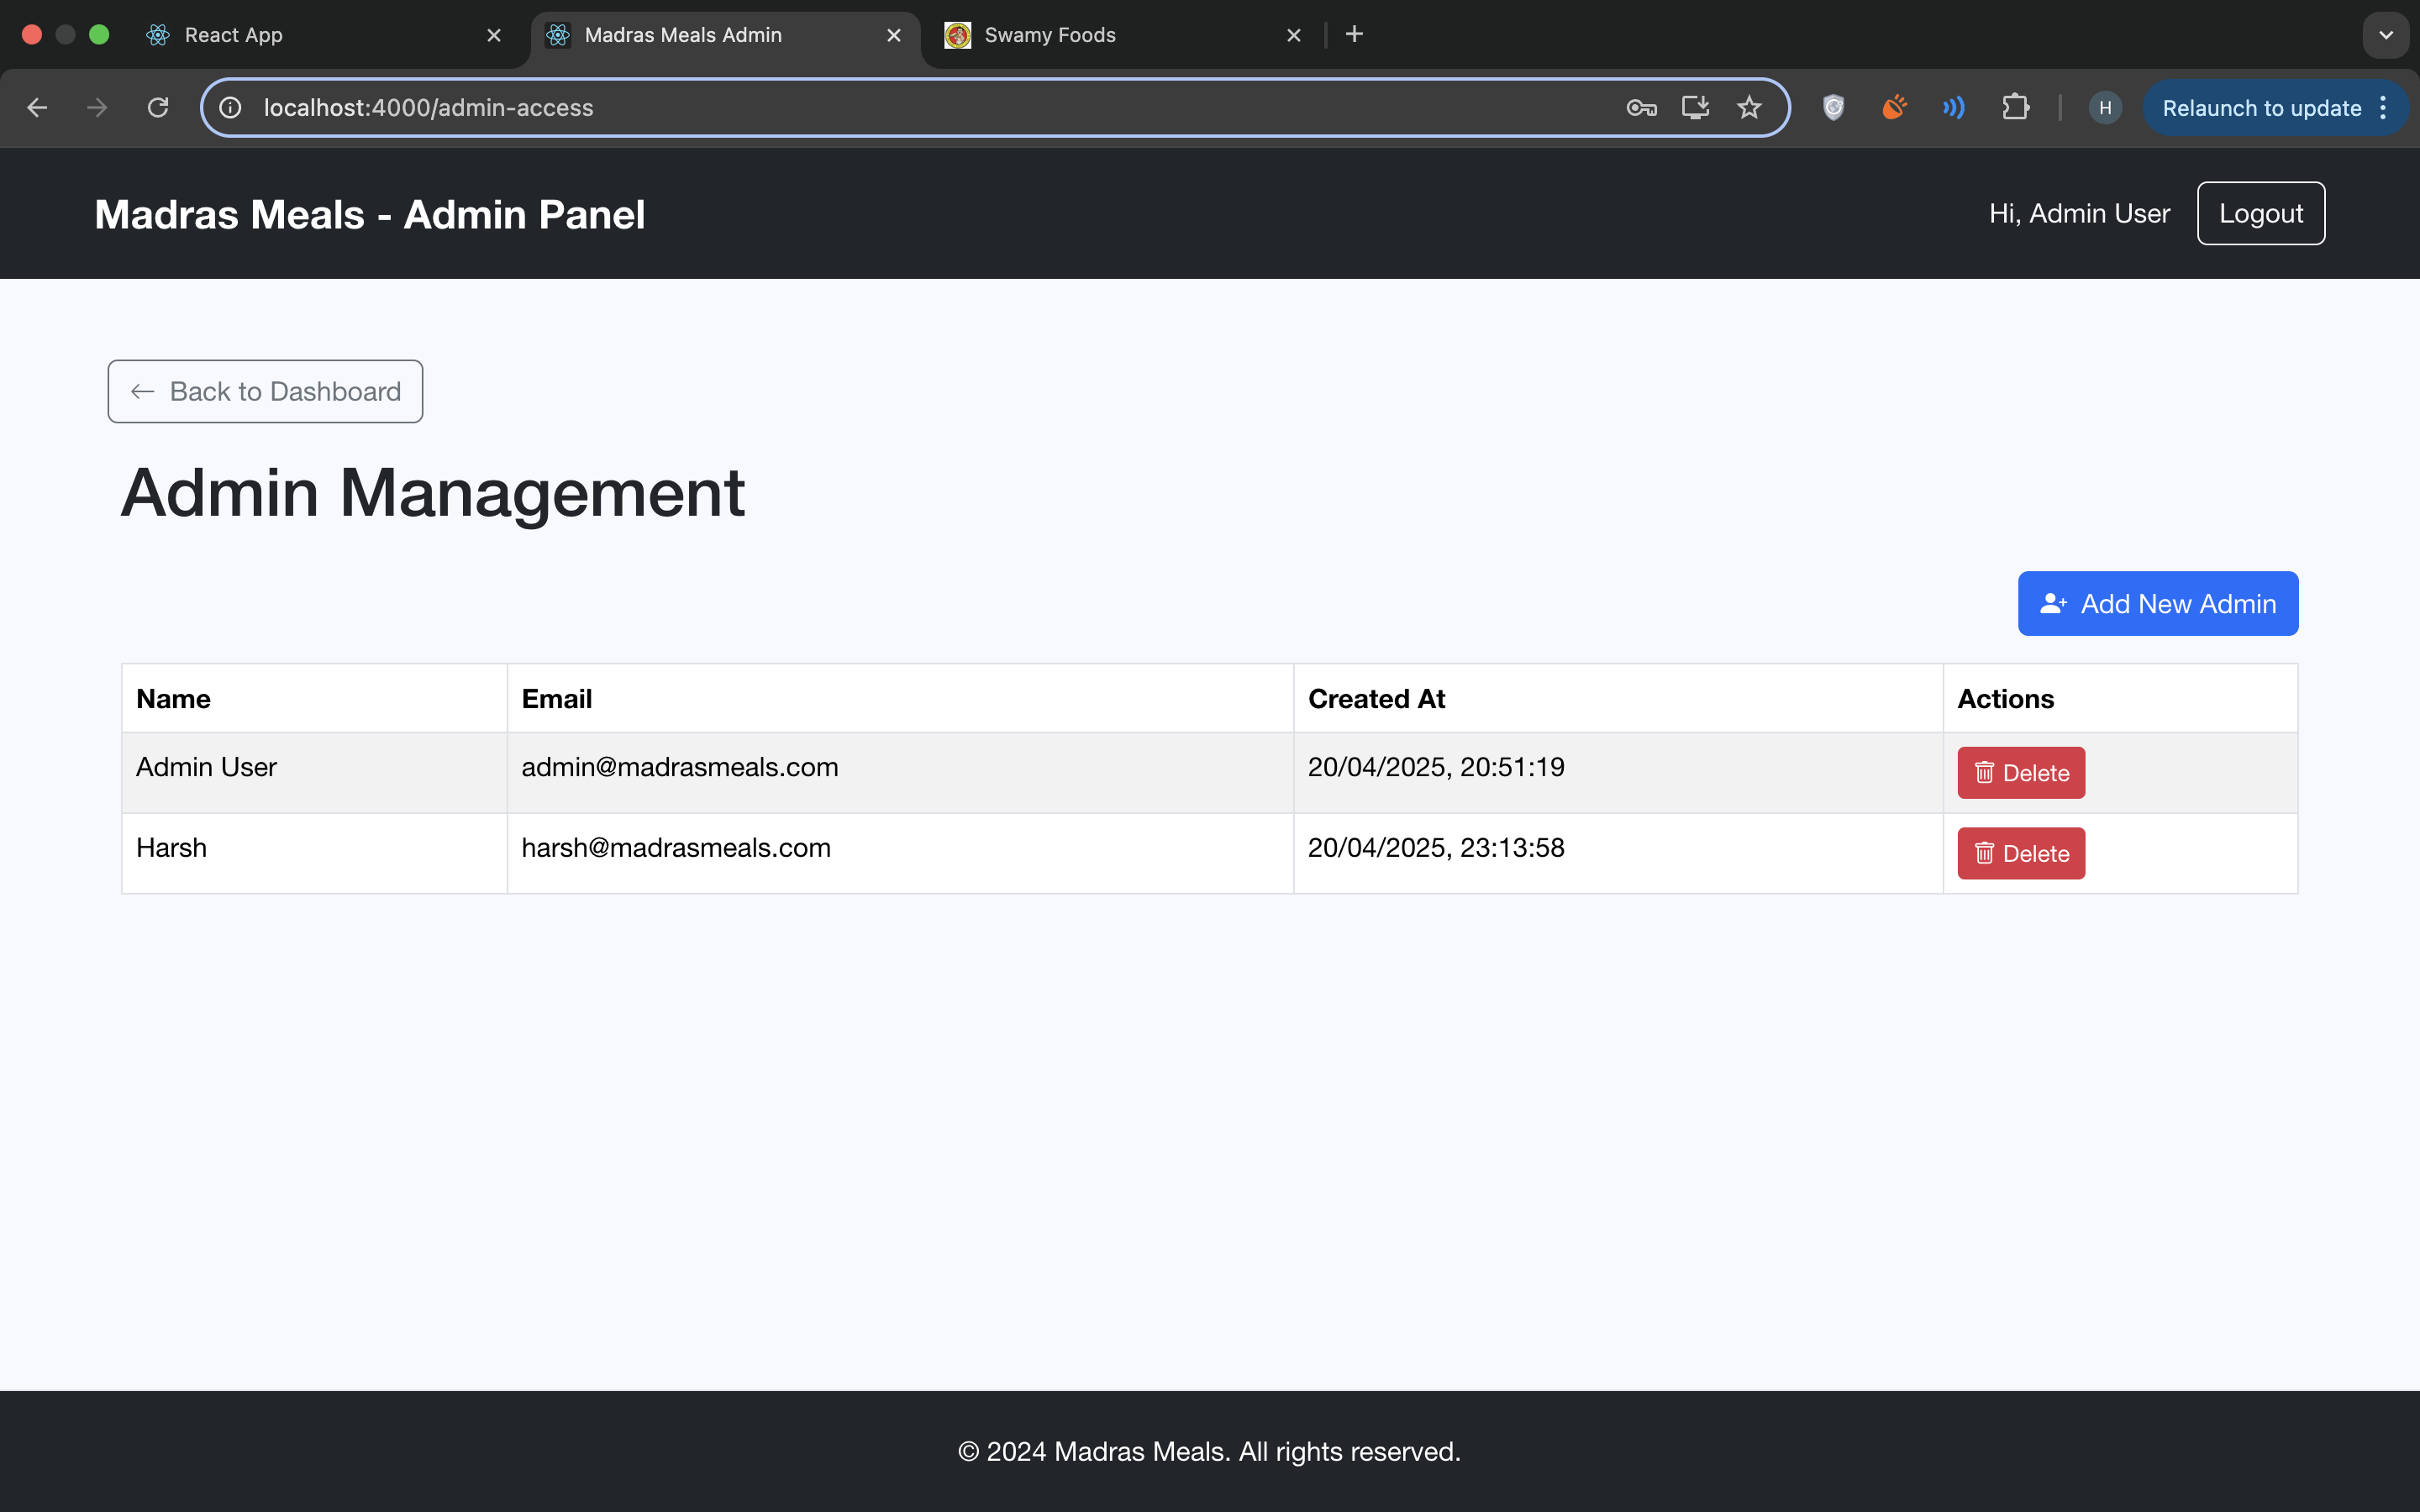 React App
Madras Meals Admin
Swamy Foods
localhost:4000/admin-access
H
Relaunch to update
Madras Meals - Admin Panel
Hi, Admin User
Logout
Back to Dashboard
Admin Management
Add New Admin
Name Email Created At Actions
Admin User admin@madrasmeals.com 20/04/2025, 20:51:19 Delete
Harsh harsh@madrasmeals.com 20/04/2025, 23:13:58 Delete
© 2024 Madras Meals. All rights reserved.